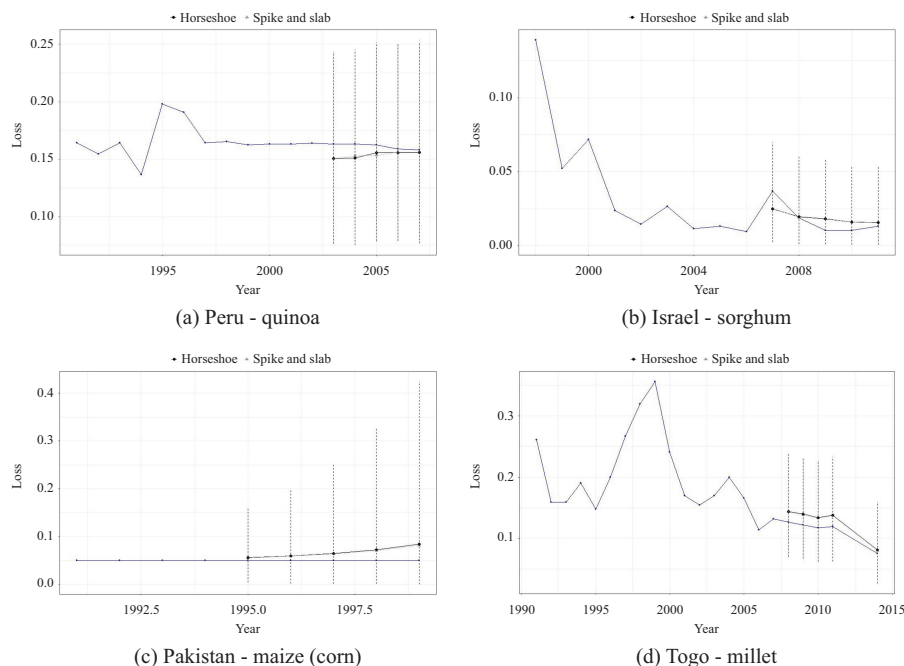 Horseshoe Spike and slab
0.25
0.20
0.15
0.10
Loss
1995 2000 2005
Year
(a) Peru - quinoa
Horseshoe Spike and slab
0.10
0.05
0.00
Loss
2000 2004 2008
Year
(b) Israel - sorghum
Horseshoe Spike and slab
0.4
0.3
0.2
0.1
0.0
Loss
1992.5 1995.0 1997.5
Year
(c) Pakistan - maize (corn)
Horseshoe Spike and slab
0.3
0.2
0.1
Loss
1990 1995 2000 2005 2010 2015
Year
(d) Togo - millet